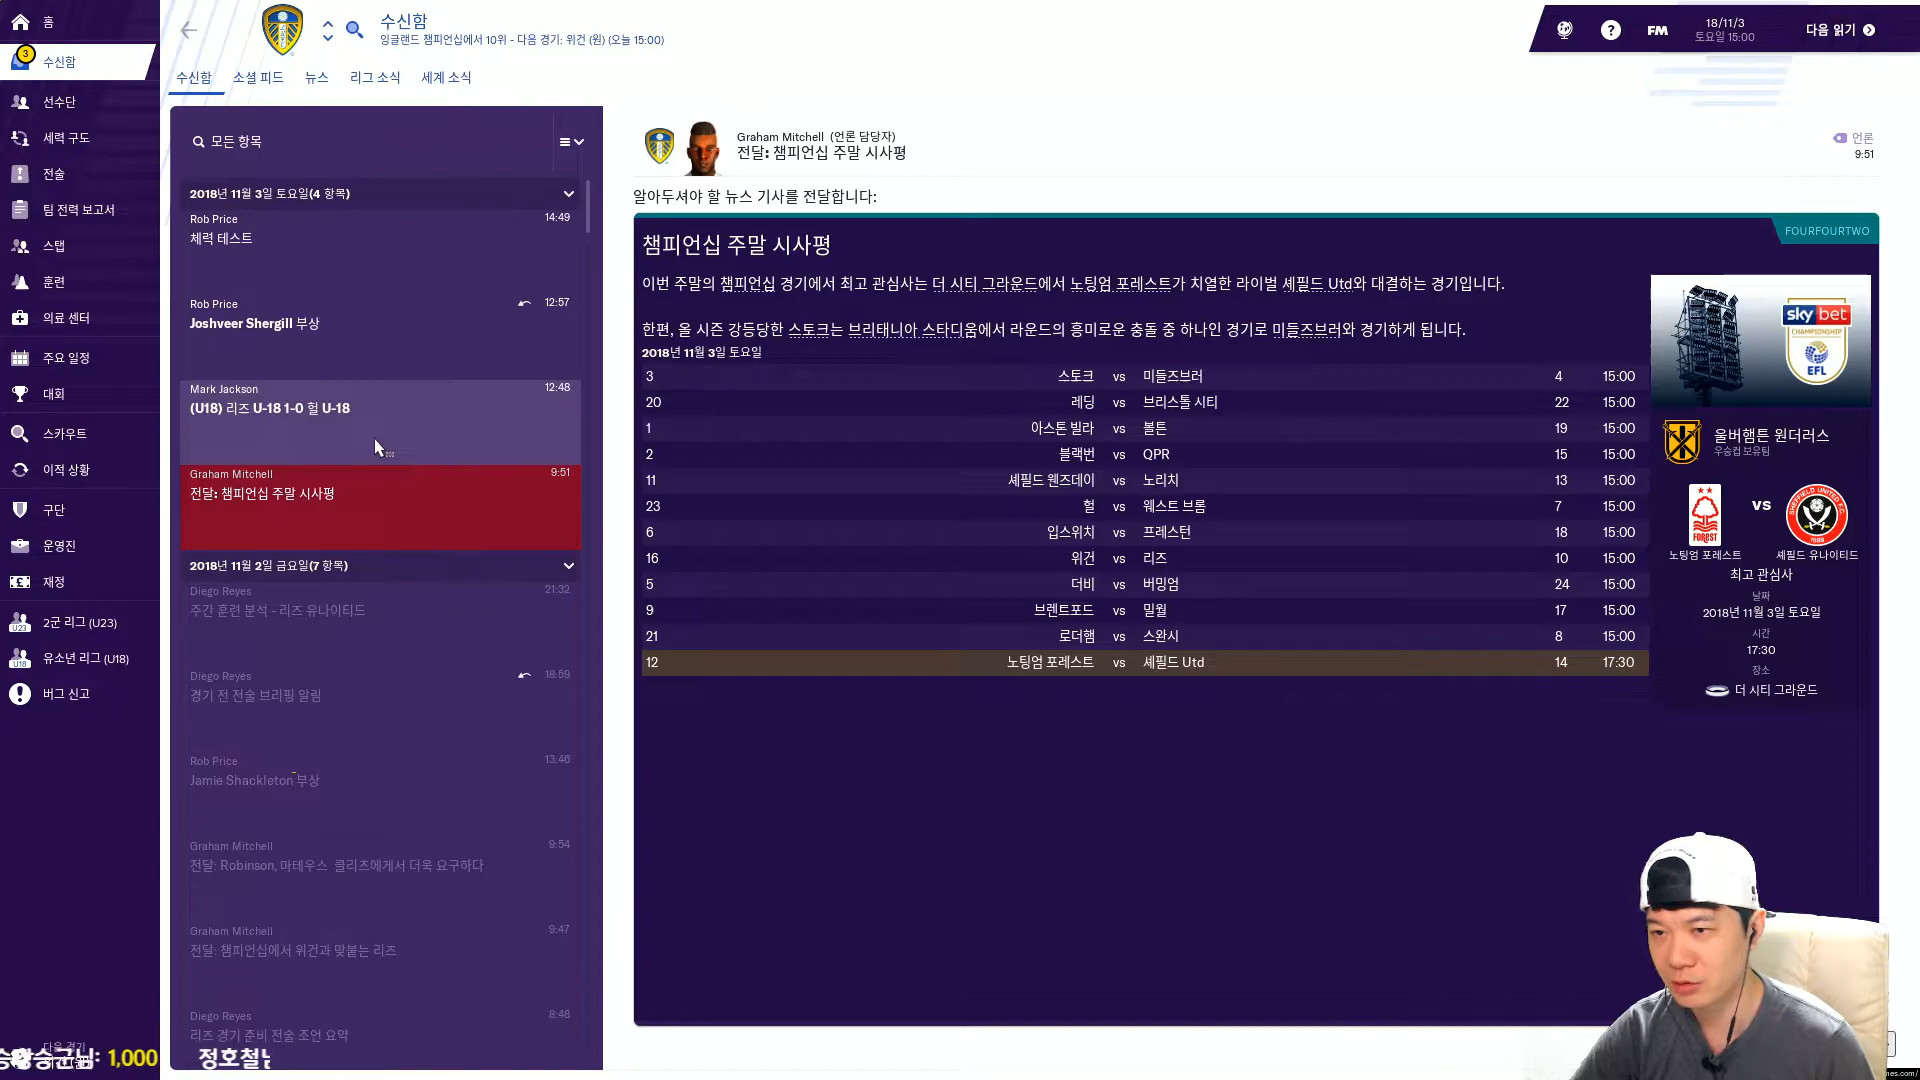 홈
3
수신함
선수단
세력 구도
전술
팀 전력 보고서
스탭
훈련
의료 센터
주요 일정
대회
스카우트
이적 상황
구단
운영진
재정
U23
2군 리그 (U23)
U18
유소년 리그 (U18)
버그 신고
다음 경기
1,000
정호철
수신함
잉글랜드 챔피언십에서 10위 - 다음 경기: 위건 (원) (오늘 15:00)
FM
18/11/3
토요일 15:00
다음 읽기
수신함 소셜 피드 뉴스 리그 소식 세계 소식
모든 항목
2018년 11월 3일 토요일(4 항목)
Rob Price 14:49
체력 테스트
Rob Price 12:57
Joshveer Shergill 부상
Mark Jackson 12:48
(U18) 리즈 U-18 1-0 헐 U-18
Graham Mitchell 9:51
전달: 챔피언십 주말 시사평
2018년 11월 2일 금요일(7 항목)
Diego Reyes 21:32
주간 훈련 분석 - 리즈 유나이티드
Diego Reyes 18:59
경기 전 전술 브리핑 알림
Rob Price 13:46
Jamie Shackleton 부상
Graham Mitchell 9:54
전달: Robinson, 마테우스 클리츠에게서 더욱 요구하다
Graham Mitchell 9:47
전달: 챔피언십에서 위건과 맞붙는 리즈
Diego Reyes 8:48
리즈 경기 준비 전술 조언 요약
Graham Mitchell (언론 담당자)
전달: 챔피언십 주말 시사평
언론
9:51
알아두셔야 할 뉴스 기사를 전달합니다:
FOURFOURTWO
챔피언십 주말 시사평
이번 주말의 챔피언십 경기에서 최고 관심사는 더 시티 그라운드에서 노팅엄 포레스트가 치열한 라이벌 셰필드 Utd와 대결하는 경기입니다.
한편, 올 시즌 강등당한 스토크는 브리태니아 스타디움에서 라운드의 흥미로운 충돌 중 하나인 경기로 미들즈브러와 경기하게 됩니다.
2018년 11월 3일 토요일
3 스토크 vs 미들즈브러 4 15:00
20 레딩 vs 브리스톨 시티 22 15:00
1 아스톤 빌라 vs 볼튼 19 15:00
2 블랙번 vs QPR 15 15:00
11 셰필드 웬즈데이 vs 노리치 13 15:00
23 헐 vs 웨스트 브롬 7 15:00
6 입스위치 vs 프레스턴 18 15:00
16 위건 vs 리즈 10 15:00
5 더비 vs 버밍엄 24 15:00
9 브렌트포드 vs 밀월 17 15:00
21 로더햄 vs 스완시 8 15:00
12 노팅엄 포레스트 vs 셰필드 Utd 14 17:30
sky bet
CHAMPIONSHIP
EFL
울버햄튼 원더러스
우승컵 보유팀
FOREST
vs
SHEFFIELD UNITED F.C.
1889
노팅엄 포레스트 셰필드 유나이티드
최고 관심사
날짜
2018년 11월 3일 토요일
시간
17:30
장소
더 시티 그라운드